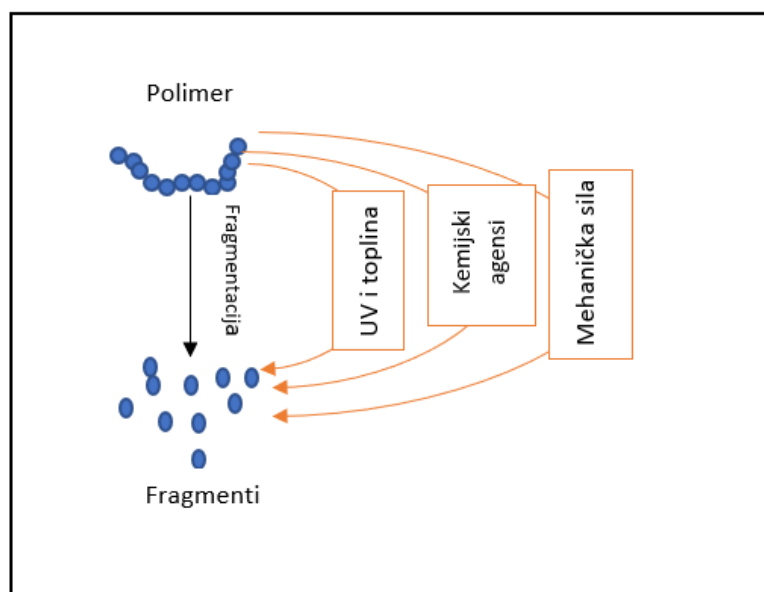 Polimer
Fragmentacija
UV i toplina
Kemijski
agensi
Mehanička sila
Fragmenti